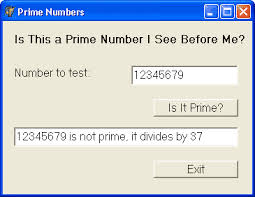 Prime Numbers
Is This a Prime Number I See Before Me?
Number to test: 12345679
Is It Prime?
12345679 is not prime, it divides by 37
Exit